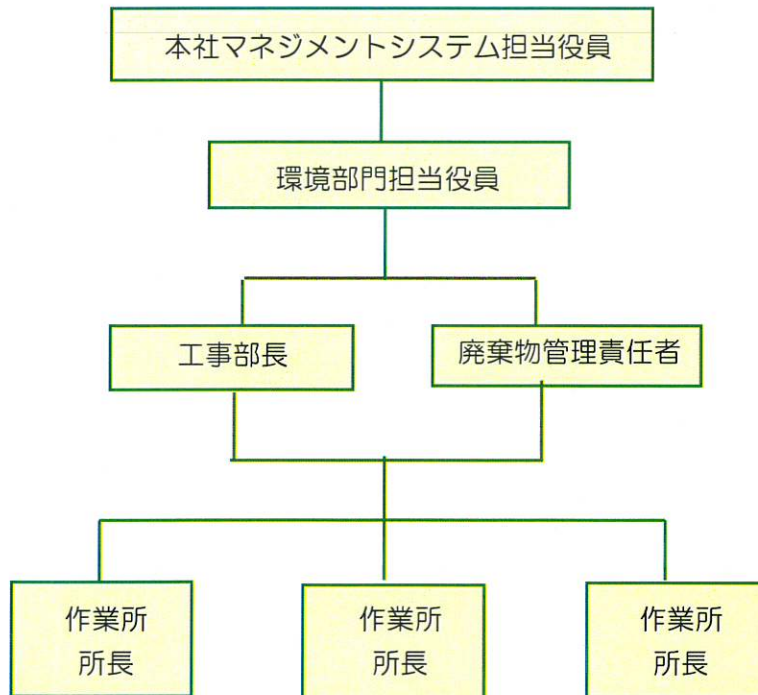 本社マネジメントシステム担当役員
環境部門担当役員
工事部長
廃棄物管理責任者
作業所
所長
作業所
所長
作業所
所長